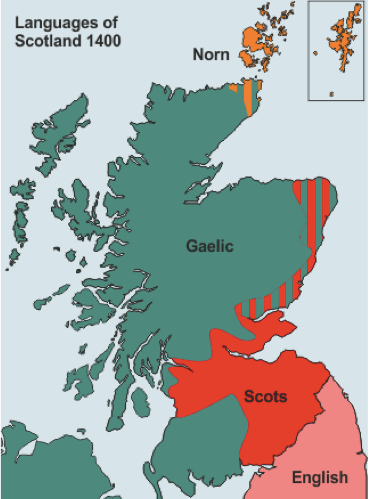 Languages of
Scotland 1400
Norn
Gaelic
Scots
English